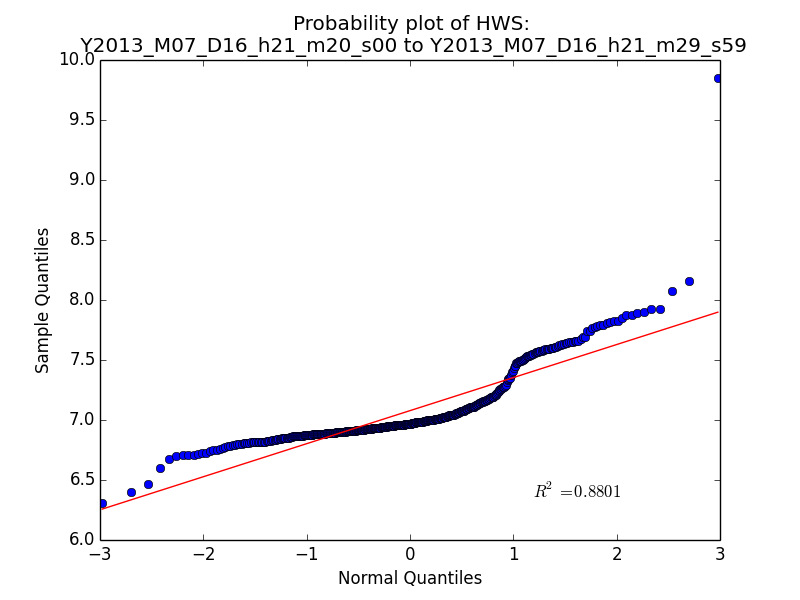 Probability plot of HWS:
Y2013_M07_D16_h21_m20_s00 to Y2013_M07_D16_h21_m29_s59
10.0
9.5
9.0
8.5
8.0
7.5
7.0
6.5
6.0
Sample Quantiles
R² =0.8801
−3 −2 −1 0 1 2 3
Normal Quantiles